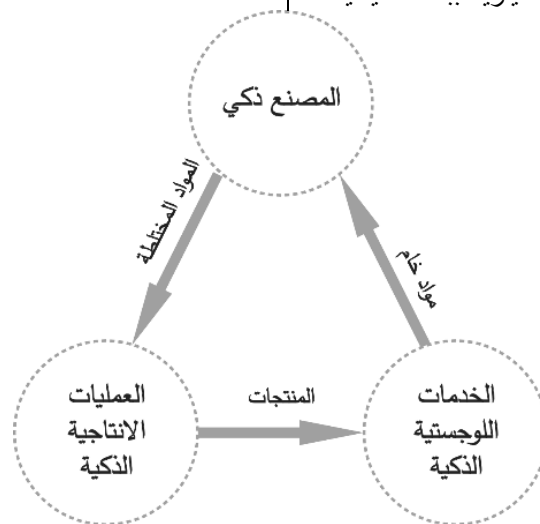 المصنع ذكي
المواد المختلطة
مواد خام
العمليات
الانتاجية
الذكية
المنتجات
الخدمات
اللوجستية
الذكية